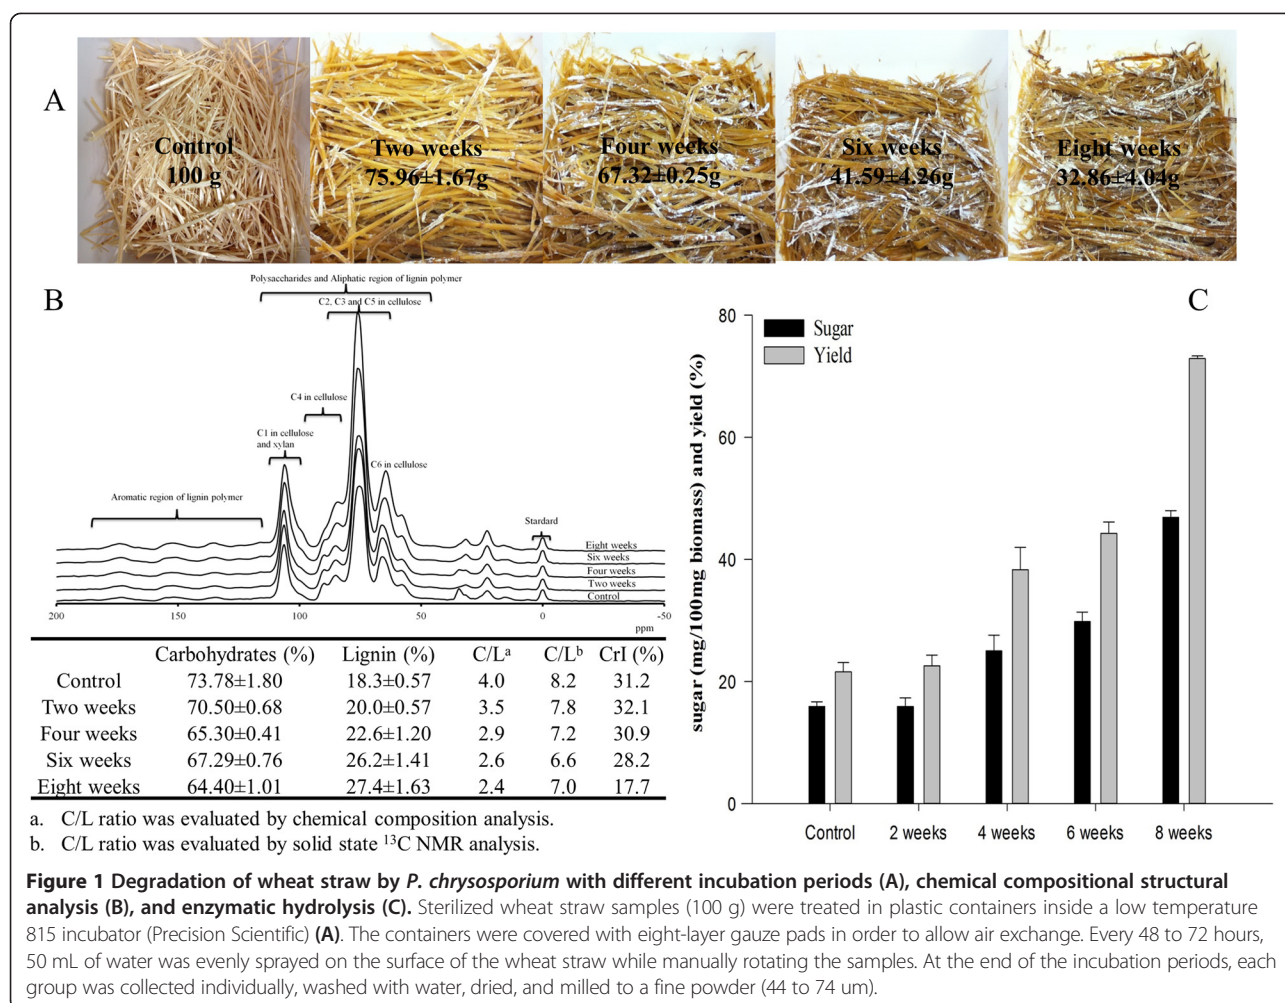 A
Control
100 g
Two weeks
75.96±1.67g
Four weeks
67.32±0.25g
Six weeks
41.59±4.26g
Eight weeks
32.86±4.04g
B
Polysaccharides and Aliphatic region of lignin polymer
C2, C3 and C5 in cellulose
C4 in cellulose
C1 in cellulose
and xylan
C6 in cellulose
Aromatic region of lignin polymer
Stardard
Eight weeks
Six weeks
Four weeks
Two weeks
Control
200 150 100 50 0 -50
ppm
Carbohydrates (%) Lignin (%) C/Lᵃ C/Lᵇ CrI (%)
Control 73.78±1.80 18.3±0.57 4.0 8.2 31.2
Two weeks 70.50±0.68 20.0±0.57 3.5 7.8 32.1
Four weeks 65.30±0.41 22.6±1.20 2.9 7.2 30.9
Six weeks 67.29±0.76 26.2±1.41 2.6 6.6 28.2
Eight weeks 64.40±1.01 27.4±1.63 2.4 7.0 17.7
a. C/L ratio was evaluated by chemical composition analysis.
b. C/L ratio was evaluated by solid state ¹³C NMR analysis.
C
Sugar
Yield
sugar (mg/100mg biomass) and yield (%)
80
60
40
20
0
Control 2 weeks 4 weeks 6 weeks 8 weeks
Figure 1 Degradation of wheat straw by P. chrysosporium with different incubation periods (A), chemical compositional structural
analysis (B), and enzymatic hydrolysis (C). Sterilized wheat straw samples (100 g) were treated in plastic containers inside a low temperature
815 incubator (Precision Scientific) (A). The containers were covered with eight-layer gauze pads in order to allow air exchange. Every 48 to 72 hours,
50 mL of water was evenly sprayed on the surface of the wheat straw while manually rotating the samples. At the end of the incubation periods, each
group was collected individually, washed with water, dried, and milled to a fine powder (44 to 74 um).